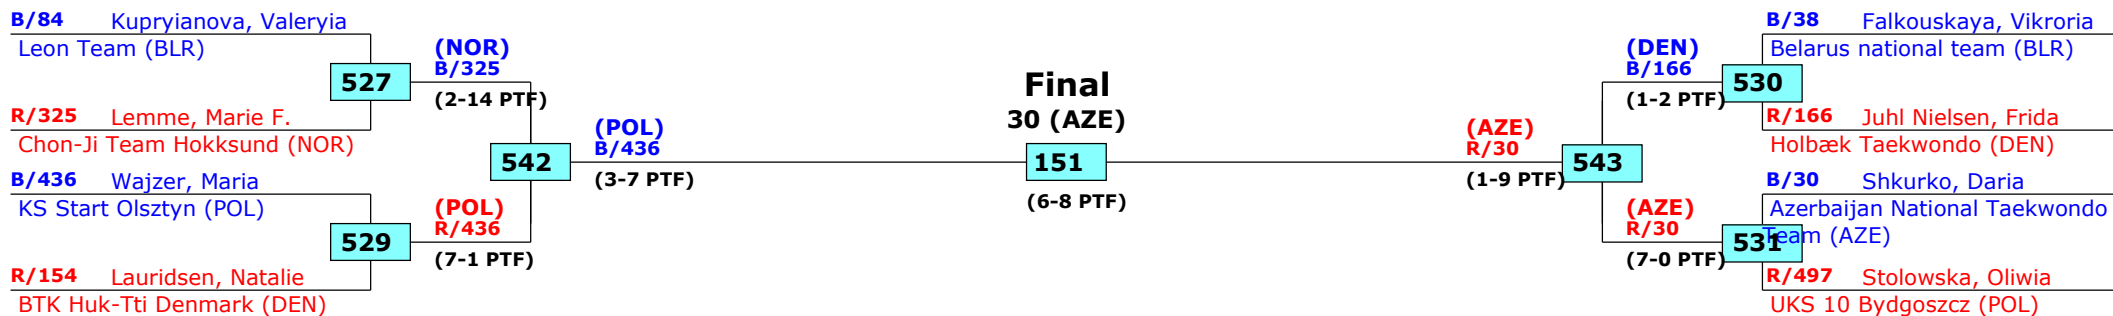 B/84 Kupryianova, Valeryia
Leon Team (BLR)
527
R/325 Lemme, Marie F.
Chon-Ji Team Hokksund (NOR)
B/436 Wajzer, Maria
KS Start Olsztyn (POL)
529
R/154 Lauridsen, Natalie
BTK Huk-Tti Denmark (DEN)
(NOR)
B/325
(2-14 PTF)
542
(POL)
R/436
(7-1 PTF)
(POL)
B/436
(3-7 PTF)
Final
30 (AZE)
151
(6-8 PTF)
(AZE)
R/30
(1-9 PTF)
543
(DEN)
B/166
(1-2 PTF)
(AZE)
R/30
(7-0 PTF)
B/38 Falkouskaya, Vikroria
Belarus national team (BLR)
530
R/166 Juhl Nielsen, Frida
Holbæk Taekwondo (DEN)
B/30 Shkurko, Daria
Azerbaijan National Taekwondo
Team (AZE)
531
R/497 Stolowska, Oliwia
UKS 10 Bydgoszcz (POL)